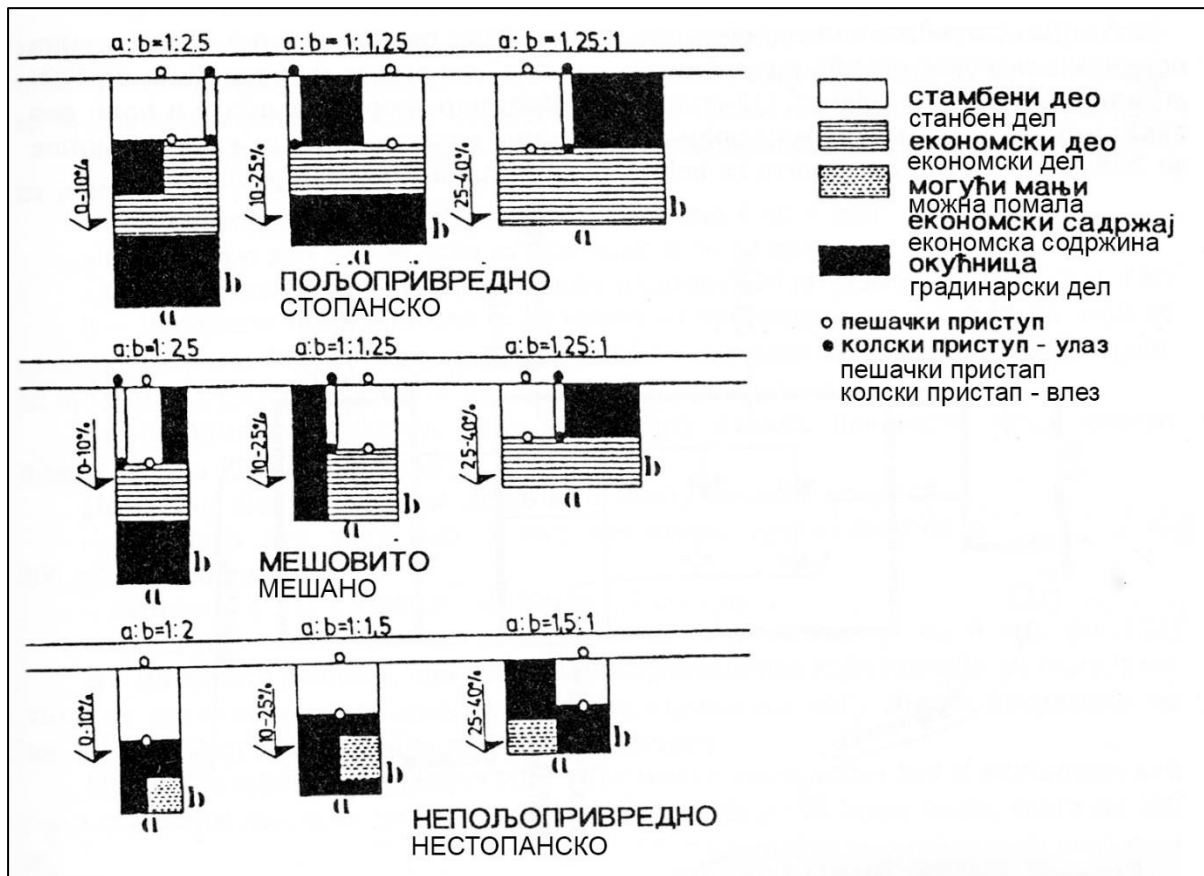 a:b=1:2.5
a:b=1:1,25
a:b=1,25:1
0-10%
10-25%
25-40%
b
a
b
a
b
a
ПОЉОПРИВРЕДНО
СТОПАНСКО
a:b=1:2,5
a:b=1:1,25
a:b=1,25:1
0-10%
10-25%
25-40%
b
a
b
a
b
a
МЕШОВИТО
МЕШАНО
a:b=1:2
a:b=1:1,5
a:b=1,5:1
0-10%
10-25%
25-40%
b
a
b
a
b
a
НЕПОЉОПРИВРЕДНО
НЕСТОПАНСКО
стамбени део
станбен дел
економски део
економски дел
могући мањи
можна помала
економски садржај
економска содржина
окућница
градинарски дел
пешачки приступ
колски приступ - улаз
пешачки пристап
колски пристап - влез